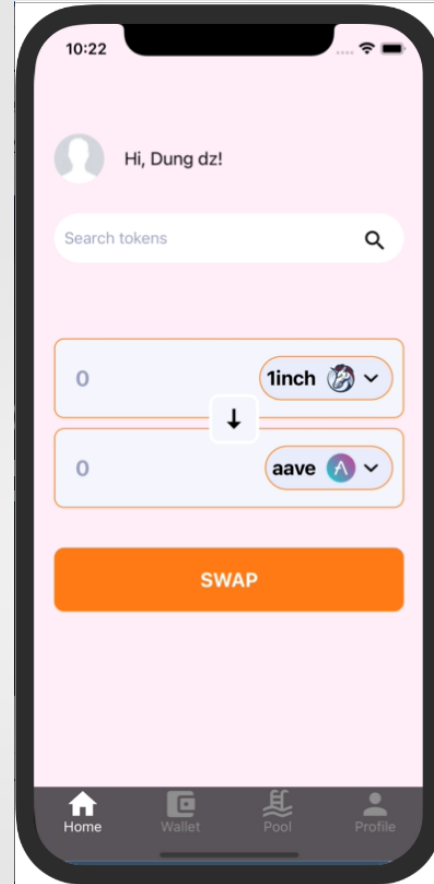 10:22
Hi, Dung dz!
Search tokens
0
1inch
0
aave
SWAP
Home Wallet Pool Profile